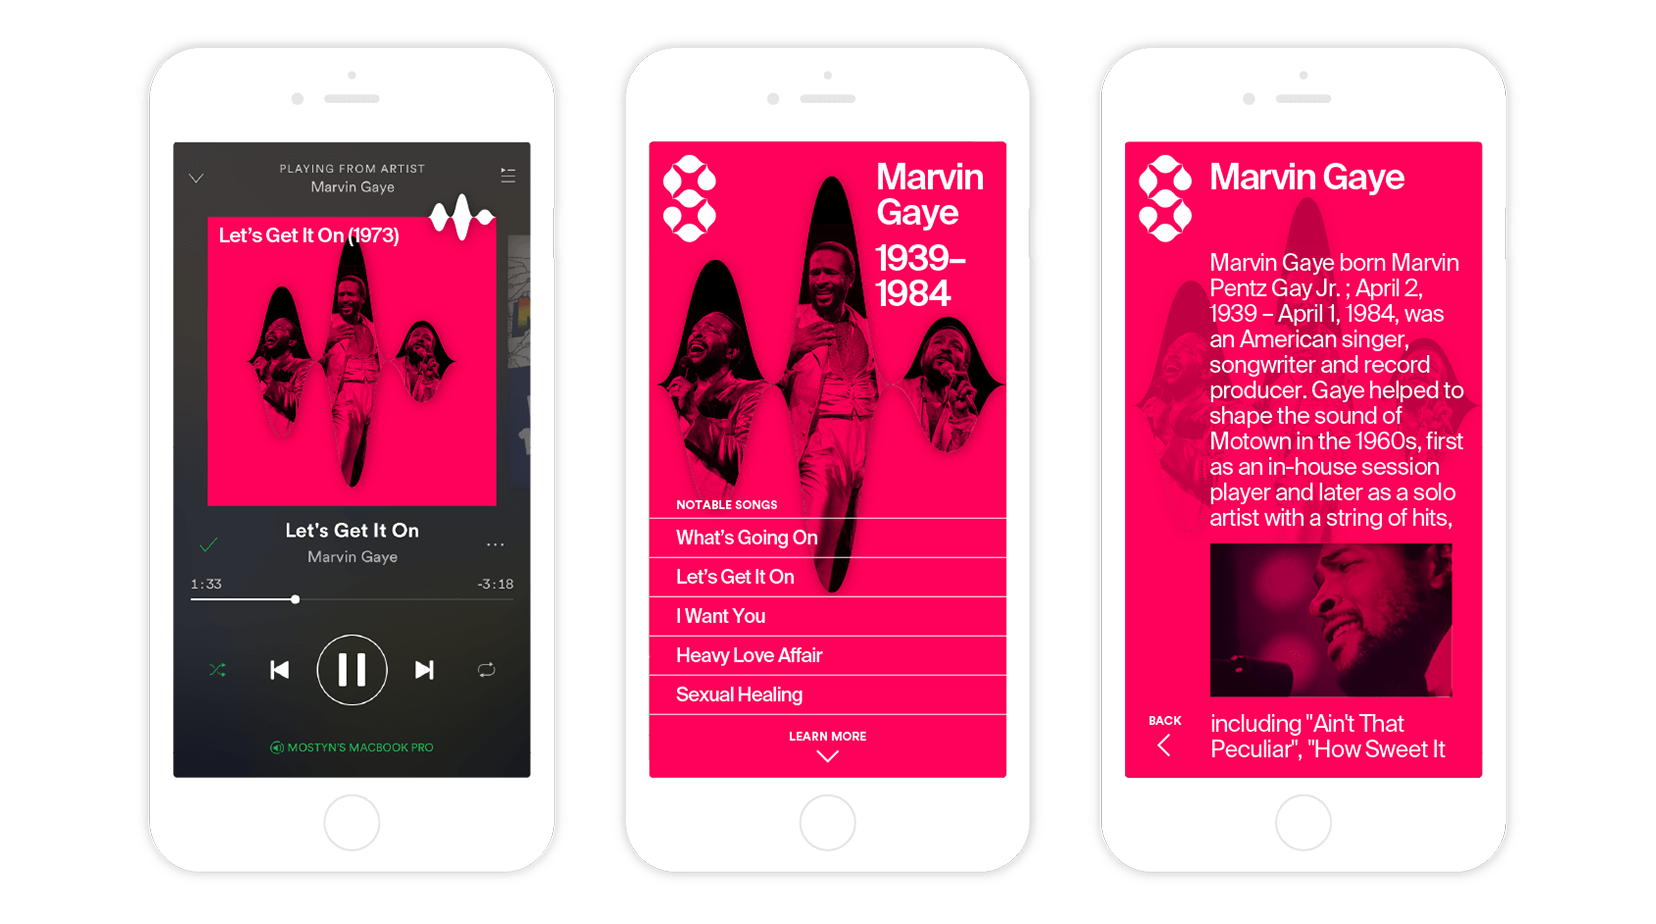 PLAYING FROM ARTIST
Marvin Gaye
Let's Get It On (1973)
Let's Get It On
Marvin Gaye
1:33
-3:18
MOSTYN'S MACBOOK PRO
Marvin
Gaye
1939–
1984
NOTABLE SONGS
What's Going On
Let's Get It On
I Want You
Heavy Love Affair
Sexual Healing
LEARN MORE
Marvin Gaye
Marvin Gaye born Marvin
Pentz Gay Jr. ; April 2,
1939 – April 1, 1984, was
an American singer,
songwriter and record
producer. Gaye helped to
shape the sound of
Motown in the 1960s, first
as an in-house session
player and later as a solo
artist with a string of hits,
including "Ain't That
Peculiar", "How Sweet It
BACK